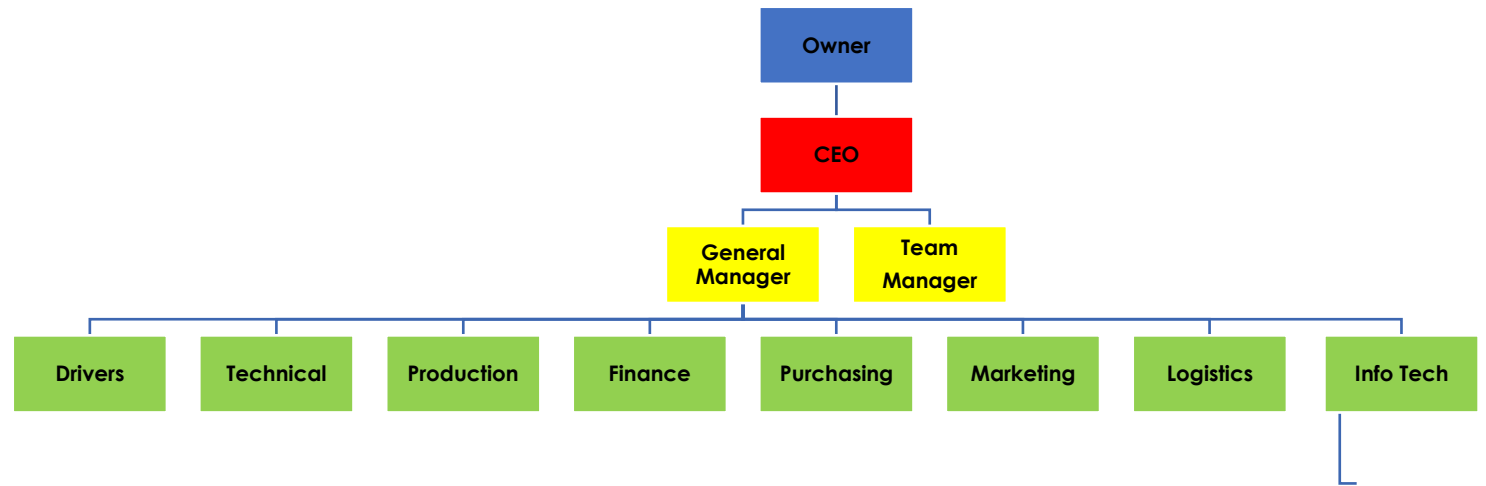 Owner
CEO
General
Manager
Team
Manager
Drivers
Technical
Production
Finance
Purchasing
Marketing
Logistics
Info Tech